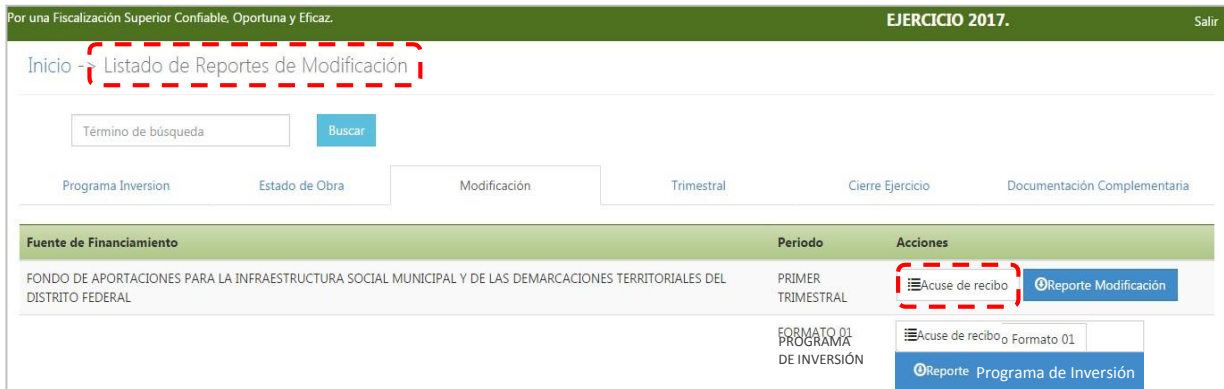 Por una Fiscalización Superior Confiable, Oportuna y Eficaz. EJERCICIO 2017. Salir
Inicio -> Listado de Reportes de Modificación
Término de búsqueda Buscar
Programa Inversion Estado de Obra Modificación Trimestral Cierre Ejercicio Documentación Complementaria
Fuente de Financiamiento Periodo Acciones
FONDO DE APORTACIONES PARA LA INFRAESTRUCTURA SOCIAL MUNICIPAL Y DE LAS DEMARCACIONES TERRITORIALES DEL
DISTRITO FEDERAL
PRIMER
TRIMESTRAL
Acuse de recibo Reporte Modificación
FORMATO 01
PROGRAMA
DE INVERSIÓN
Acuse de recibo o Formato 01
Reporte Programa de Inversión